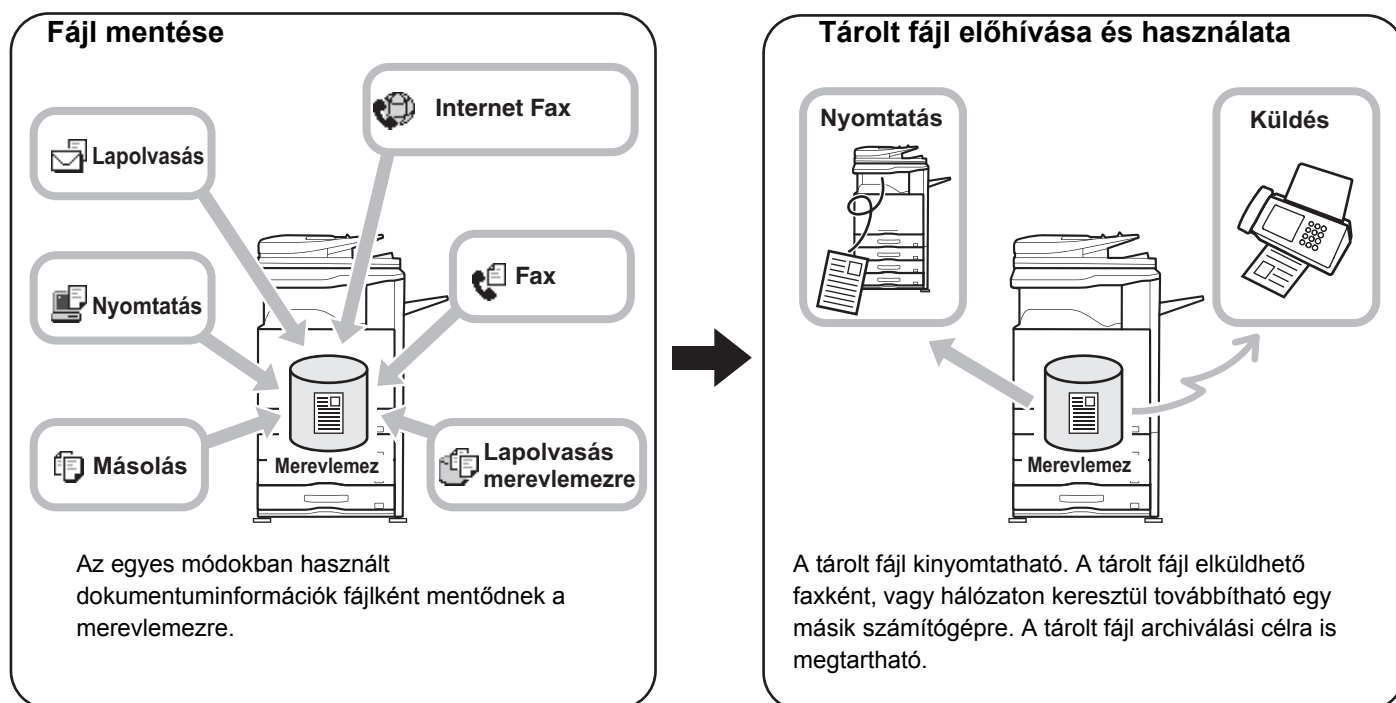 Fájl mentése
Internet Fax
Lapolvasás
Fax
Nyomtatás
Másolás
Merevlemez
Lapolvasás
merevlemezre
Az egyes módokban használt
dokumentuminformációk fájlként mentődnek a
merevlemezre.
Tárolt fájl előhívása és használata
Nyomtatás
Küldés
Merevlemez
A tárolt fájl kinyomtatható. A tárolt fájl elküldhető
faxként, vagy hálózaton keresztül továbbítható egy
másik számítógépre. A tárolt fájl archiválási célra is
megtartható.